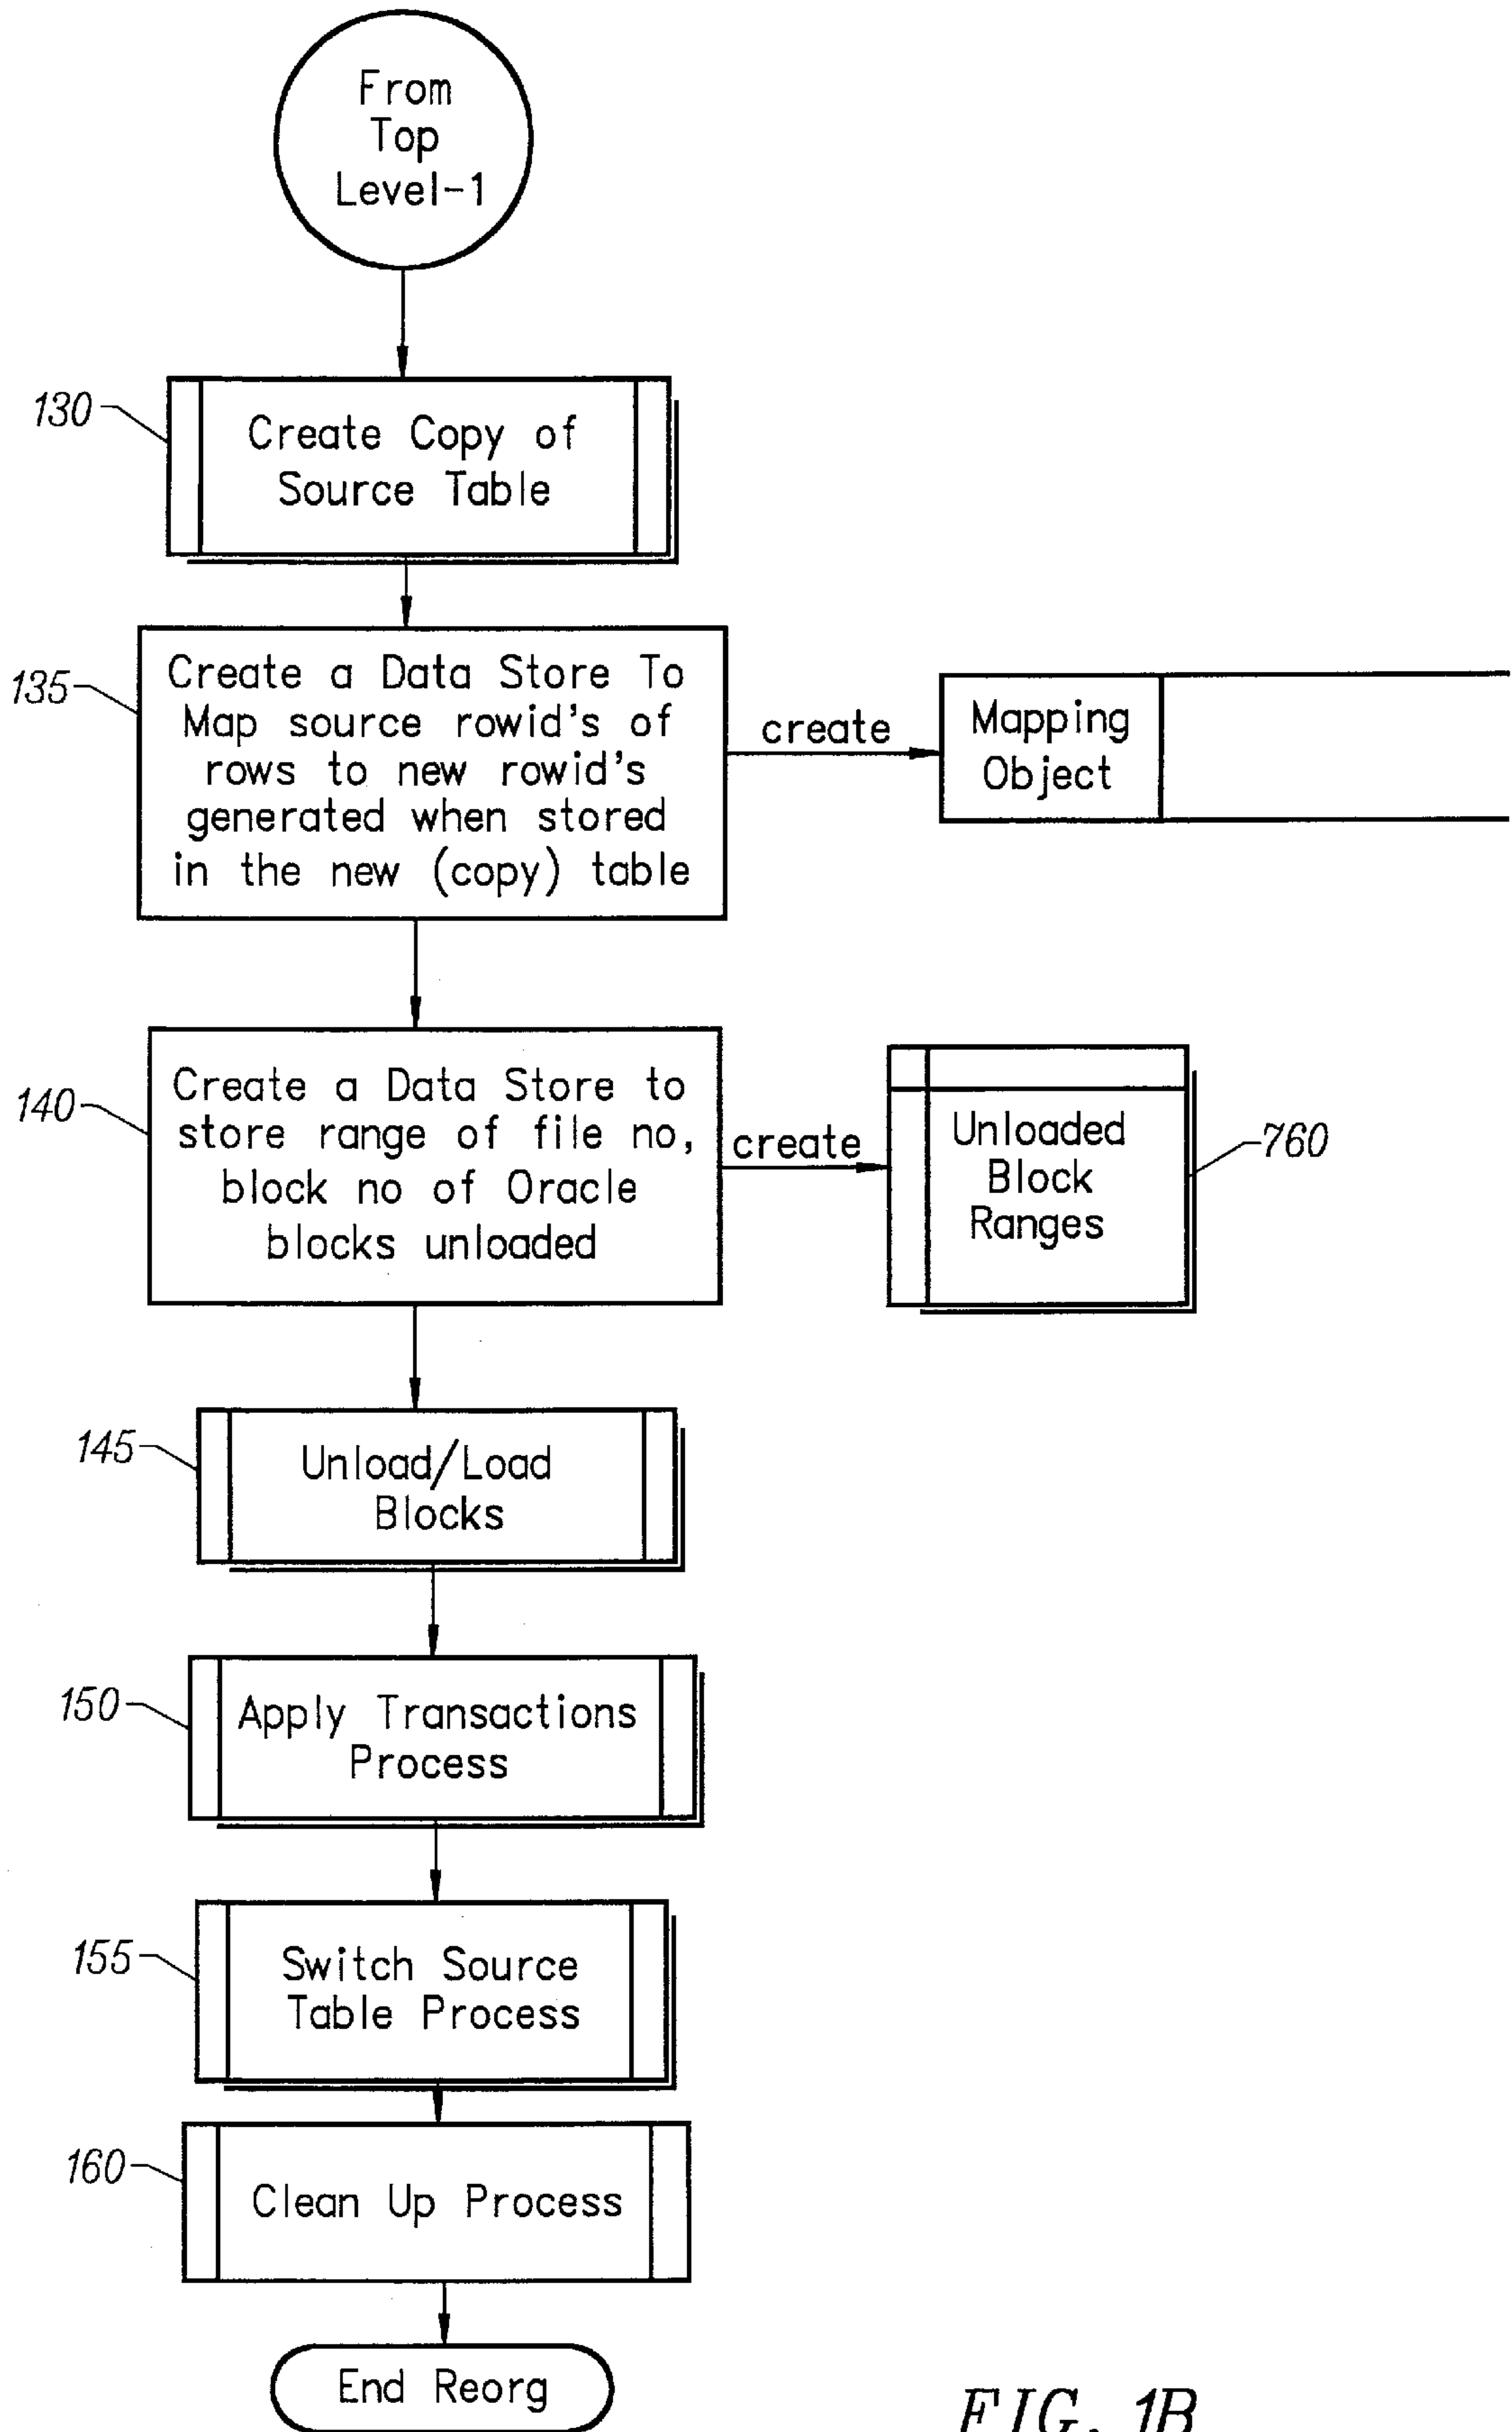 From
Top
Level-1
130
Create Copy of
Source Table
135
Create a Data Store To
Map source rowid's of
rows to new rowid's
generated when stored
in the new (copy) table
create
Mapping
Object
140
Create a Data Store to
store range of file no,
block no of Oracle
blocks unloaded
create
Unloaded
Block
Ranges
760
145
Unload/Load
Blocks
150
Apply Transactions
Process
155
Switch Source
Table Process
160
Clean Up Process
End Reorg
FIG. 1B